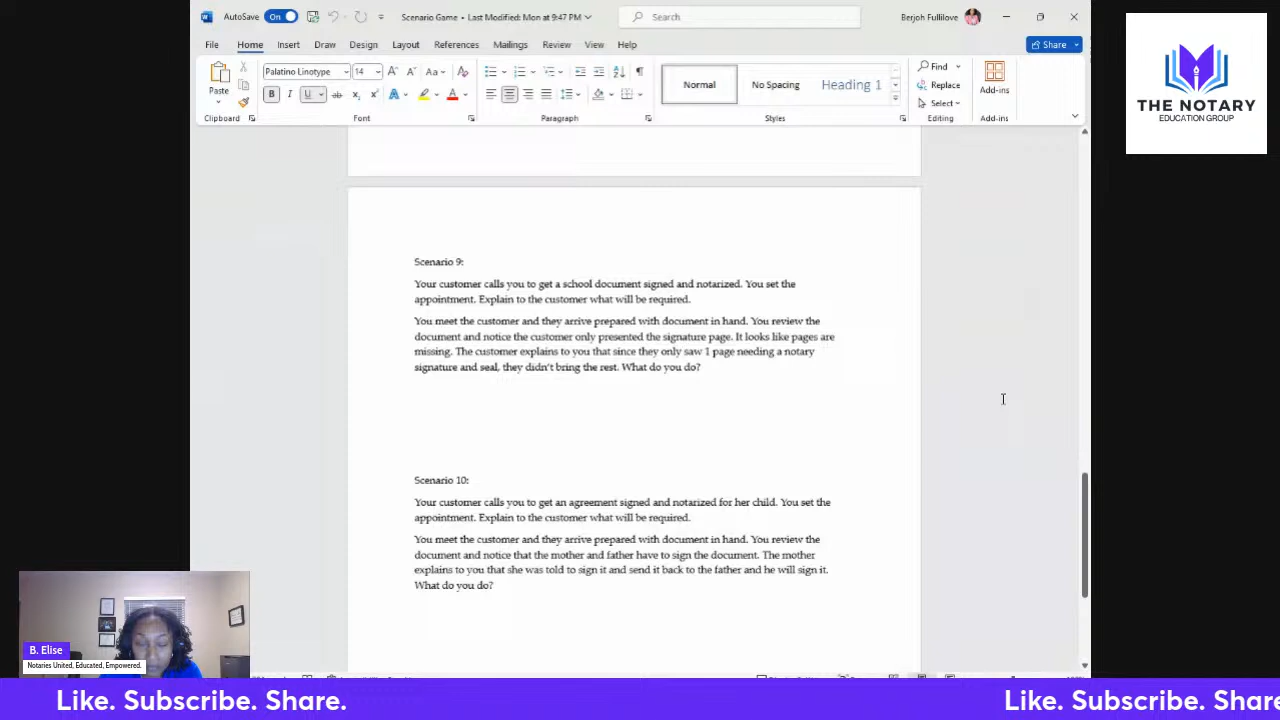 AutoSave On Scenario Game • Last Modified: Mon at 9:47 PM Search Berjoh Fullilove
File Home Insert Draw Design Layout References Mailings Review View Help Share
Palatino Linotype 14 Find
Paste Normal No Spacing Heading 1 Replace Add-ins
Select
Clipboard Font Paragraph Styles Editing Add-ins
THE NOTARY
EDUCATION GROUP
Scenario 9:
Your customer calls you to get a school document signed and notarized. You set the
appointment. Explain to the customer what will be required.
You meet the customer and they arrive prepared with document in hand. You review the
document and notice the customer only presented the signature page. It looks like pages are
missing. The customer explains to you that since they only saw 1 page needing a notary
signature and seal, they didn't bring the rest. What do you do?
Scenario 10:
Your customer calls you to get an agreement signed and notarized for her child. You set the
appointment. Explain to the customer what will be required.
You meet the customer and they arrive prepared with document in hand. You review the
document and notice that the mother and father have to sign the document. The mother
explains to you that she was told to sign it and send it back to the father and he will sign it.
What do you do?
B. Elise
Notaries United, Educated, Empowered.
Like. Subscribe. Share. Like. Subscribe. Share